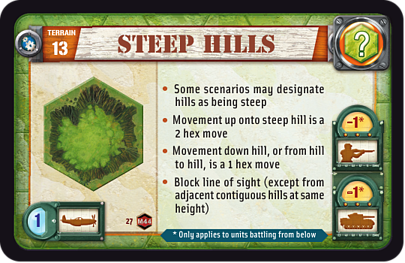 TERRAIN
13
STEEP HILLS
?
• Some scenarios may designate
hills as being steep
• Movement up onto steep hill is a
2 hex move
• Movement down hill, or from hill
to hill, is a 1 hex move
• Block line of sight (except from
adjacent contiguous hills at same
height)
-1*
-1*
1
27 M44
* Only applies to units battling from below